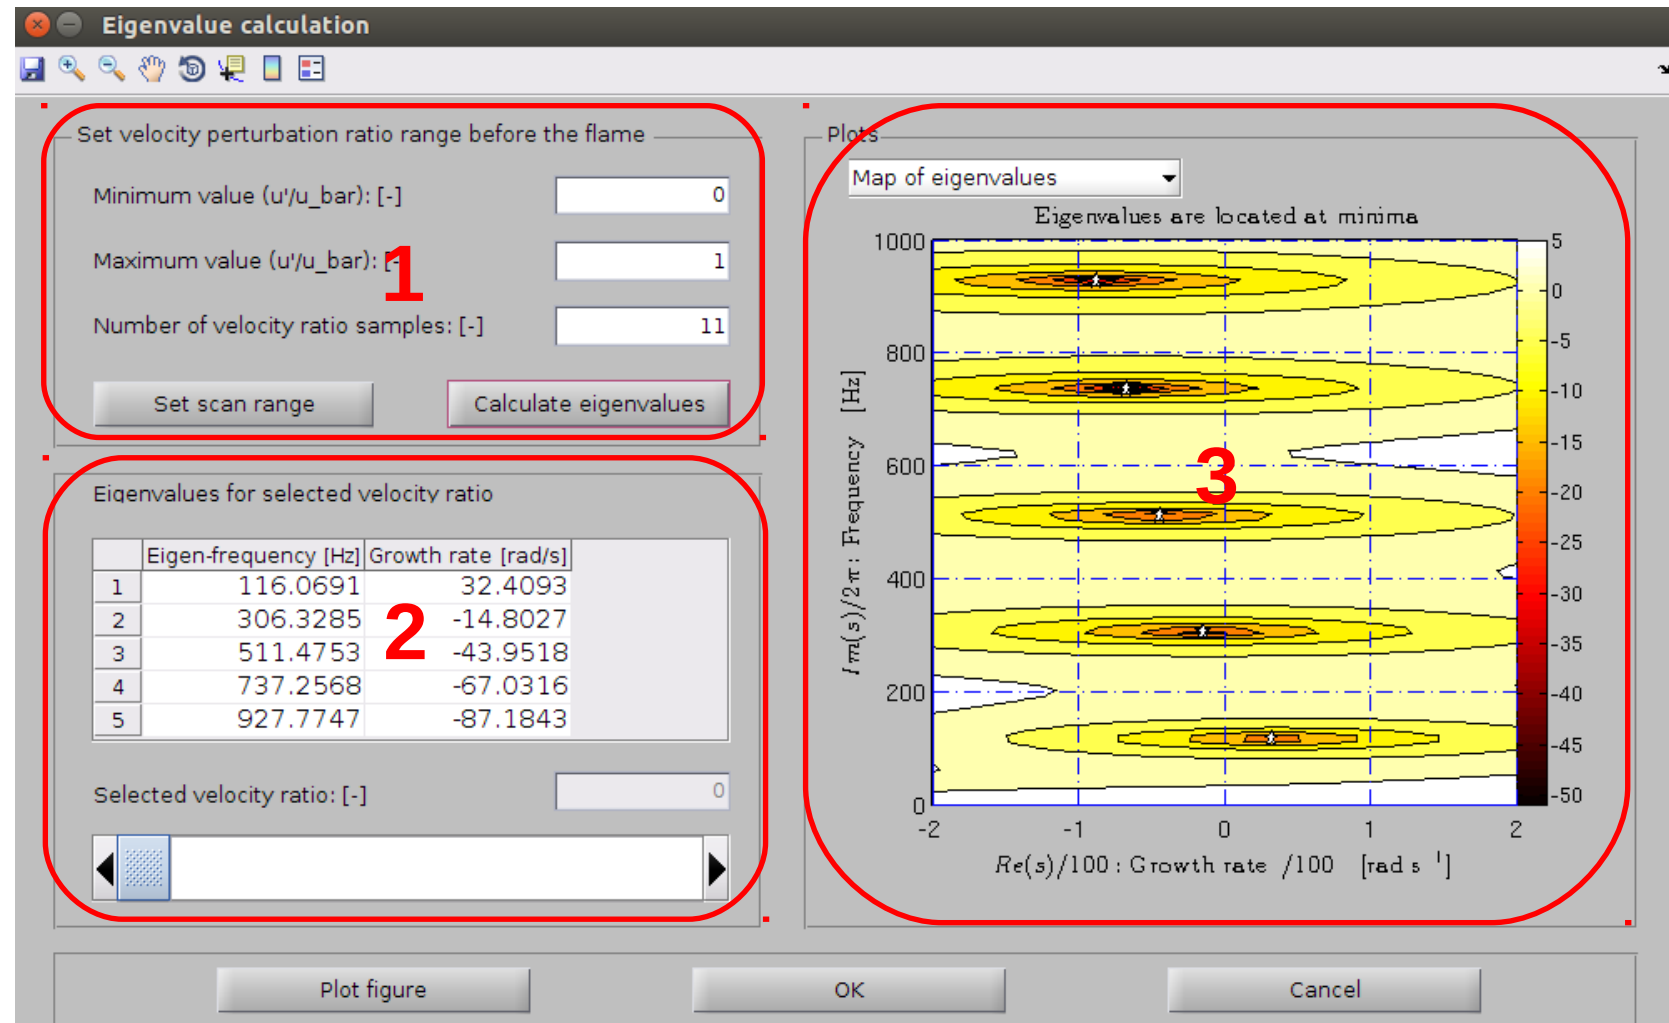 Eigenvalue calculation
Set velocity perturbation ratio range before the flame
Minimum value (u'/u_bar): [-]
0
Maximum value (u'/u_bar): [-
1
1
Number of velocity ratio samples: [-]
11
Set scan range
Calculate eigenvalues
Eigenvalues for selected velocity ratio
Eigen-frequency [Hz] Growth rate [rad/s]
1 116.0691 32.4093
2 306.3285 -14.8027
3 511.4753 -43.9518
4 737.2568 -67.0316
5 927.7747 -87.1843
2
Selected velocity ratio: [-]
0
Plots
Map of eigenvalues
Eigenvalues are located at minima
1000
800
600
400
200
0
Im(s)/2π: Frequency [Hz]
3
-2 -1 0 1 2
Re(s)/100: Growth rate /100 [rad s⁻¹]
5
0
-5
-10
-15
-20
-25
-30
-35
-40
-45
-50
Plot figure
OK
Cancel